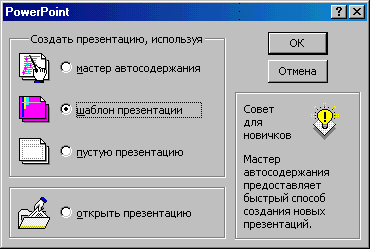 PowerPoint
Создать презентацию, используя
мастер автосодержания
шаблон презентации
пустую презентацию
открыть презентацию
OK
Отмена
Совет
для
новичков
Мастер
автосодержания
предоставляет
быстрый способ
создания новых
презентаций.